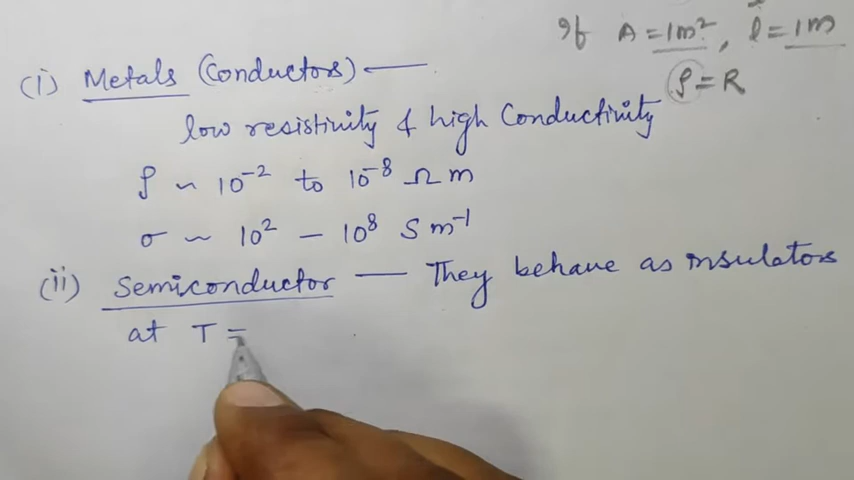 If A = 1m², l = 1m
ρ = R
(i) Metals (Conductors) —
low resistivity & high Conductivity
ρ ~ 10⁻² to 10⁻⁸ Ω m
σ ~ 10² – 10⁸ S m⁻¹
(ii) Semiconductor — They behave as insulators
at T =